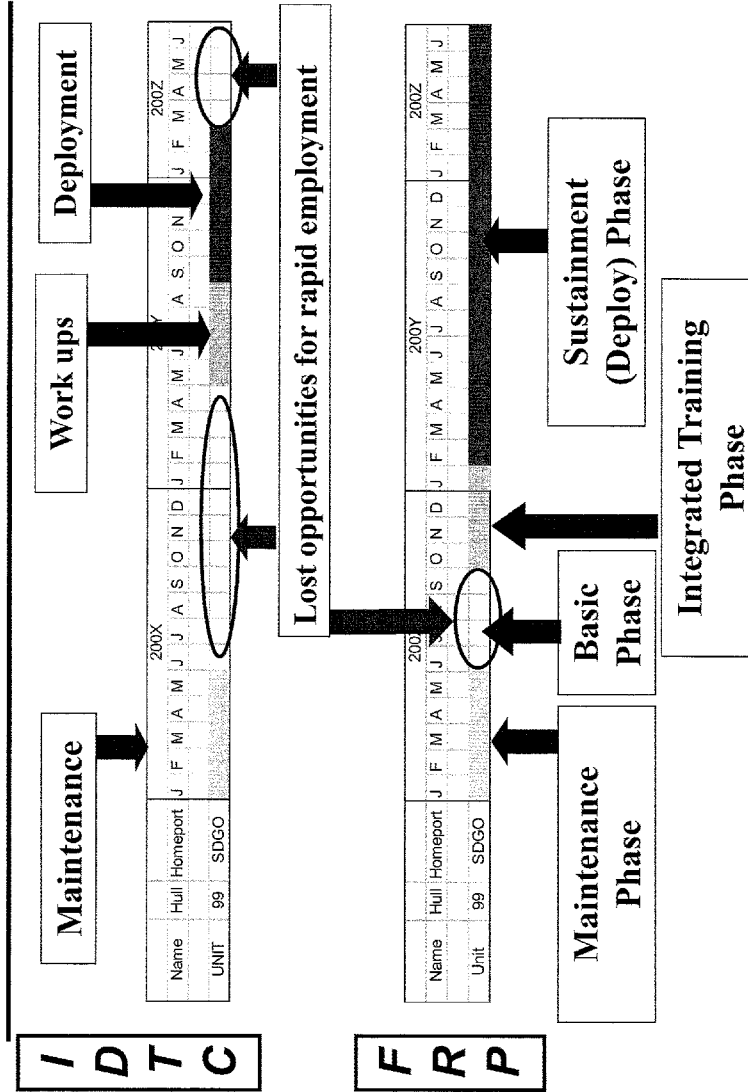 I
D
T
C
Maintenance
Work ups
Deployment
200X Y 200Z
Name Hull Homeport J F M A M J J A S O N D J F M A M J A S O N J F M A M J
UNIT 99 SDGO
Lost opportunities for rapid employment
F
R
P
200 200Y 200Z
Name Hull Homeport J F M A M J S O N D J F M A M J J A S O N D J F M A M J
Unit 99 SDGO
Maintenance
Phase
Basic
Phase
Integrated Training
Phase
Sustainment
(Deploy) Phase